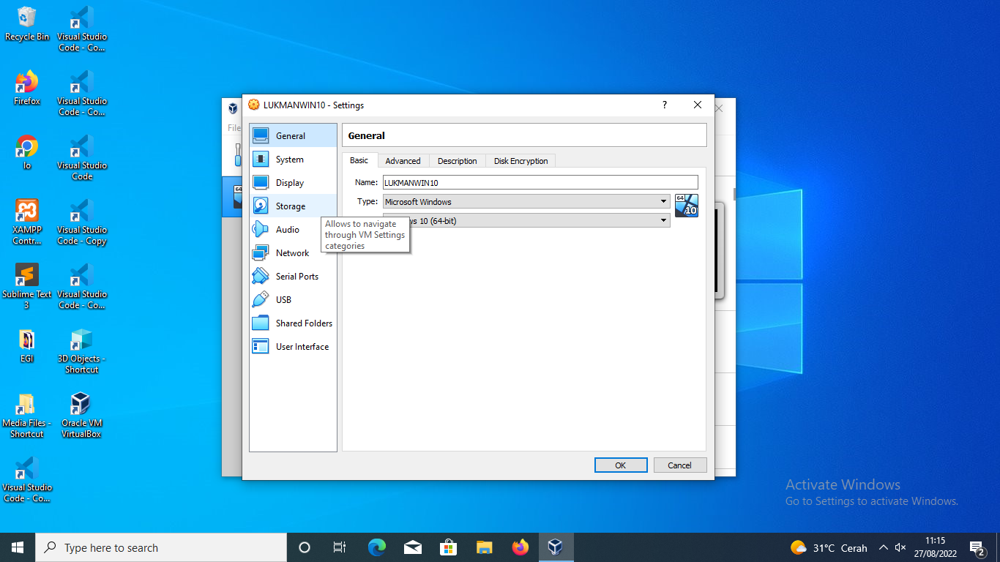 Recycle Bin
Visual Studio
Code - Co...
Firefox
Visual Studio
Code - Co...
Io
Visual Studio
Code
XAMPP
Contr...
Visual Studio
Code - Copy
Sublime Text
3
Visual Studio
Code - Co...
EGI
3D Objects -
Shortcut
Media Files -
Shortcut
Oracle VM
VirtualBox
Visual Studio
Code - Co...
File
LUKMANWIN10 - Settings
?
General
System
Display
Storage
Audio
Network
Serial Ports
USB
Shared Folders
User Interface
Allows to navigate
through VM Settings
categories
General
Basic
Advanced
Description
Disk Encryption
Name:
LUKMANWIN10
Type:
Microsoft Windows
64
10
10 (64-bit)
64
OK
Cancel
Activate Windows
Go to Settings to activate Windows.
Type here to search
31°C Cerah
11:15
27/08/2022
2